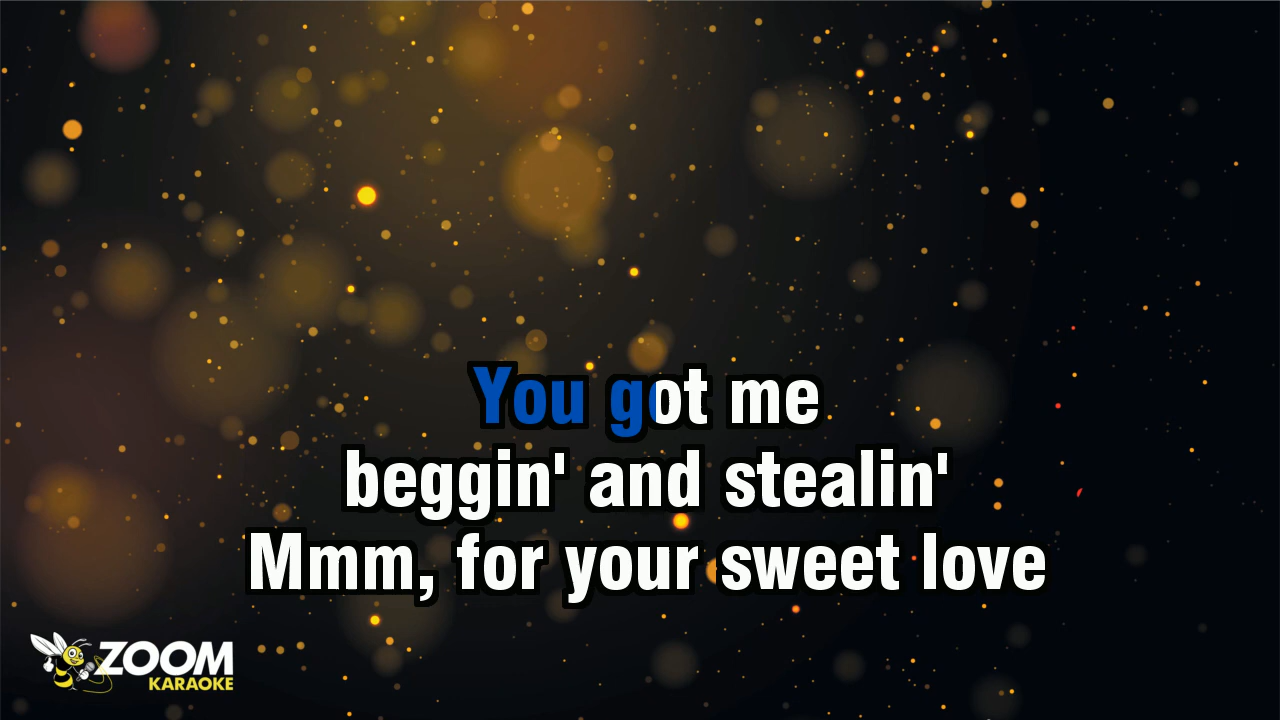 You got me
beggin' and stealin'
Mmm, for your sweet love
ZOOM
KARAOKE